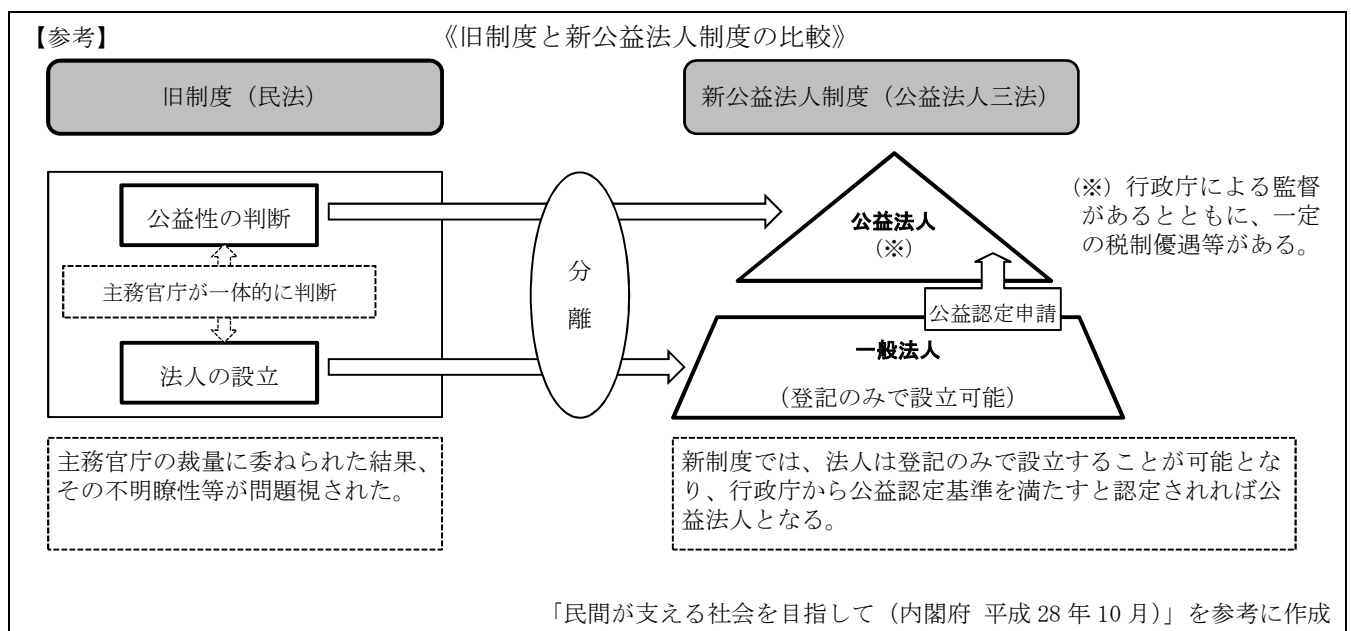 【参考】
《旧制度と新公益法人制度の比較》
旧制度(民法)
新公益法人制度(公益法人三法)
公益性の判断
主務官庁が一体的に判断
法人の設立
分
離
公益法人
(※)
公益認定申請
一般法人
(登記のみで設立可能)
(※)行政庁による監督
があるとともに、一定
の税制優遇等がある。
主務官庁の裁量に委ねられた結果、
その不明瞭性等が問題視された。
新制度では、法人は登記のみで設立することが可能とな
り、行政庁から公益認定基準を満たすと認定されれば公
益法人となる。
「民間が支える社会を目指して(内閣府 平成 28 年 10 月)」を参考に作成